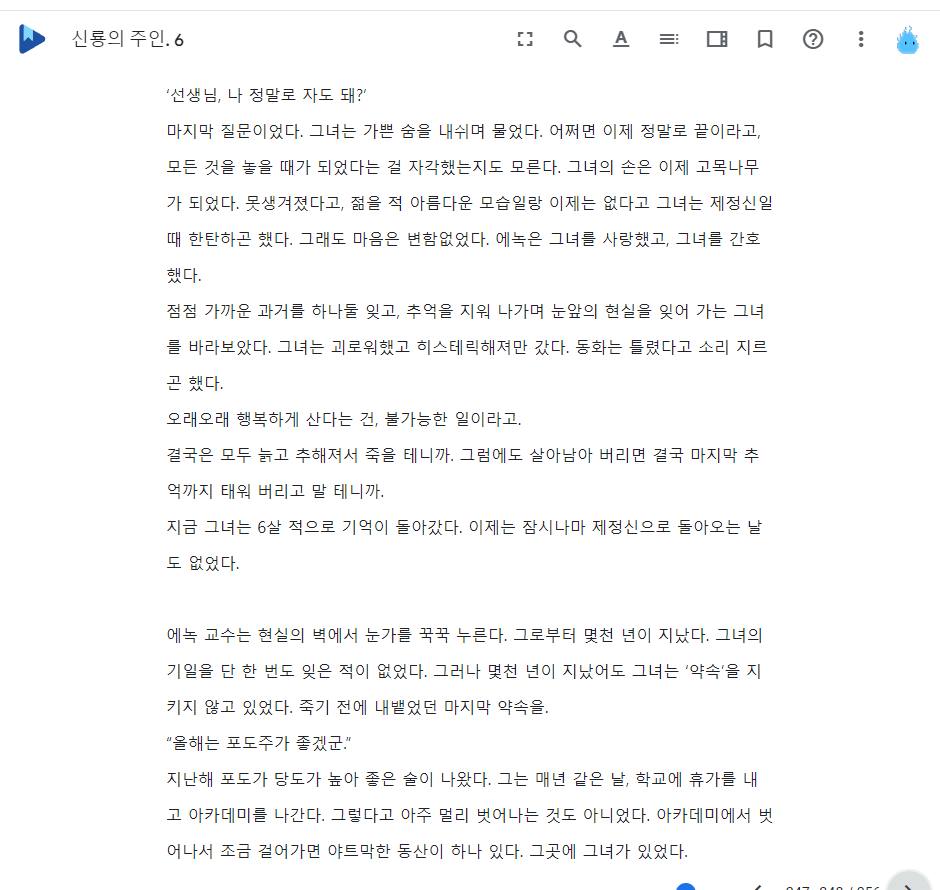 신룡의 주인. 6
‘선생님, 나 정말로 자도 돼?’
마지막 질문이었다. 그녀는 가쁜 숨을 내쉬며 물었다. 어쩌면 이제 정말로 끝이라고,
모든 것을 놓을 때가 되었다는 걸 자각했는지도 모른다. 그녀의 손은 이제 고목나무
가 되었다. 못생겨졌다고, 젊을 적 아름다운 모습일랑 이제는 없다고 그녀는 제정신일
때 한탄하곤 했다. 그래도 마음은 변함없었다. 에녹은 그녀를 사랑했고, 그녀를 간호
했다.
점점 가까운 과거를 하나둘 잊고, 추억을 지워 나가며 눈앞의 현실을 잊어 가는 그녀
를 바라보았다. 그녀는 괴로워했고 히스테릭해져만 갔다. 동화는 틀렸다고 소리 지르
곤 했다.
오래오래 행복하게 산다는 건, 불가능한 일이라고.
결국은 모두 늙고 추해져서 죽을 테니까. 그럼에도 살아남아 버리면 결국 마지막 추
억까지 태워 버리고 말 테니까.
지금 그녀는 6살 적으로 기억이 돌아갔다. 이제는 잠시나마 제정신으로 돌아오는 날
도 없었다.
에녹 교수는 현실의 벽에서 눈가를 꾹꾹 누른다. 그로부터 몇천 년이 지났다. 그녀의
기일을 단 한 번도 잊은 적이 없었다. 그러나 몇천 년이 지났어도 그녀는 ‘약속’을 지
키지 않고 있었다. 죽기 전에 내뱉었던 마지막 약속을.
“올해는 포도주가 좋겠군.”
지난해 포도가 당도가 높아 좋은 술이 나왔다. 그는 매년 같은 날, 학교에 휴가를 내
고 아카데미를 나간다. 그렇다고 아주 멀리 벗어나는 것도 아니었다. 아카데미에서 벗
어나서 조금 걸어가면 야트막한 동산이 하나 있다. 그곳에 그녀가 있었다.